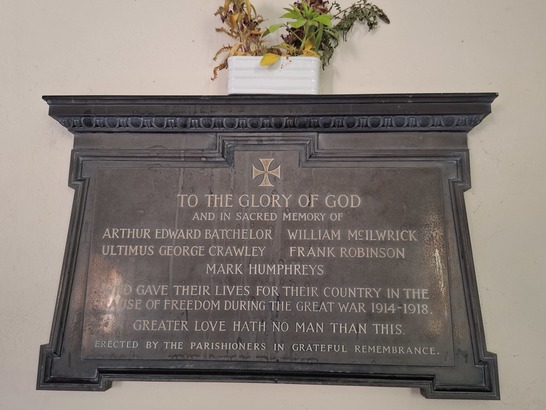 TO THE GLORY OF GOD
AND IN SACRED MEMORY OF
ARTHUR EDWARD BATCHELOR WILLIAM McILWRICK
ULTIMUS GEORGE CRAWLEY FRANK ROBINSON
MARK HUMPHREYS
WHO GAVE THEIR LIVES FOR THEIR COUNTRY IN THE
CAUSE OF FREEDOM DURING THE GREAT WAR 1914-1918.
GREATER LOVE HATH NO MAN THAN THIS.
ERECTED BY THE PARISHIONERS IN GRATEFUL REMEMBRANCE.